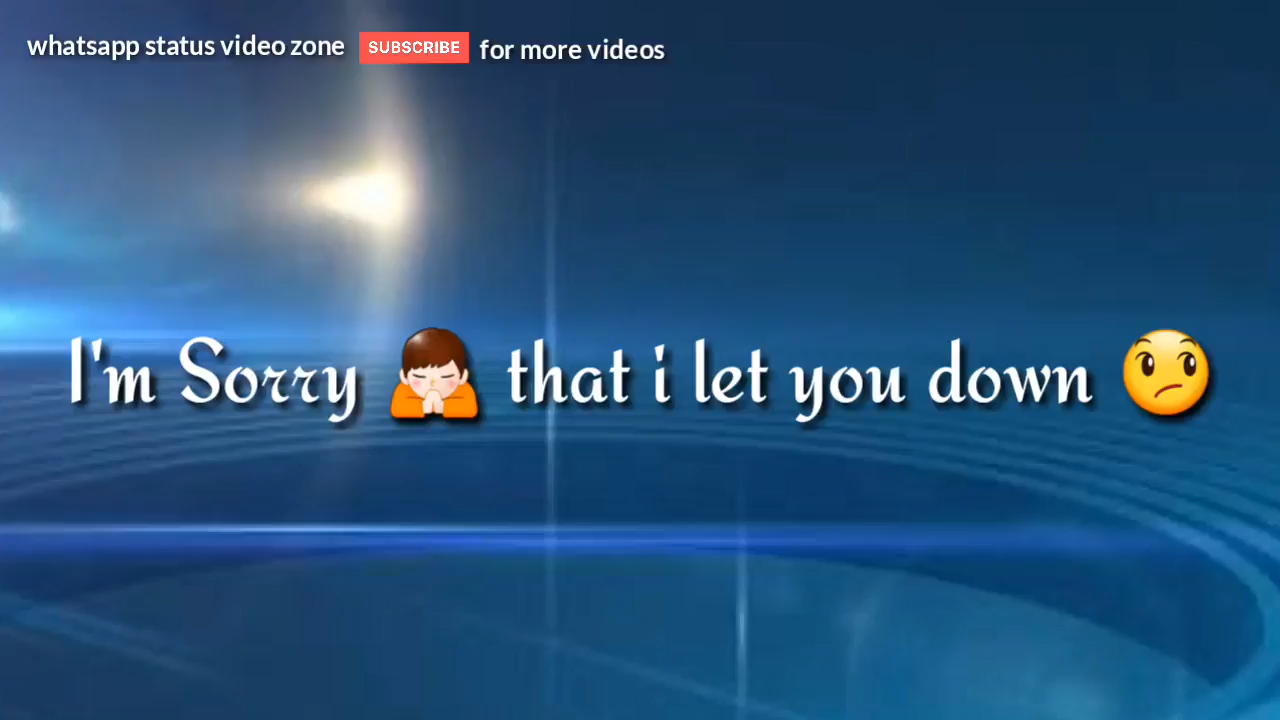 whatsapp status video zone SUBSCRIBE for more videos
I'm Sorry 🙏 that i let you down 😞